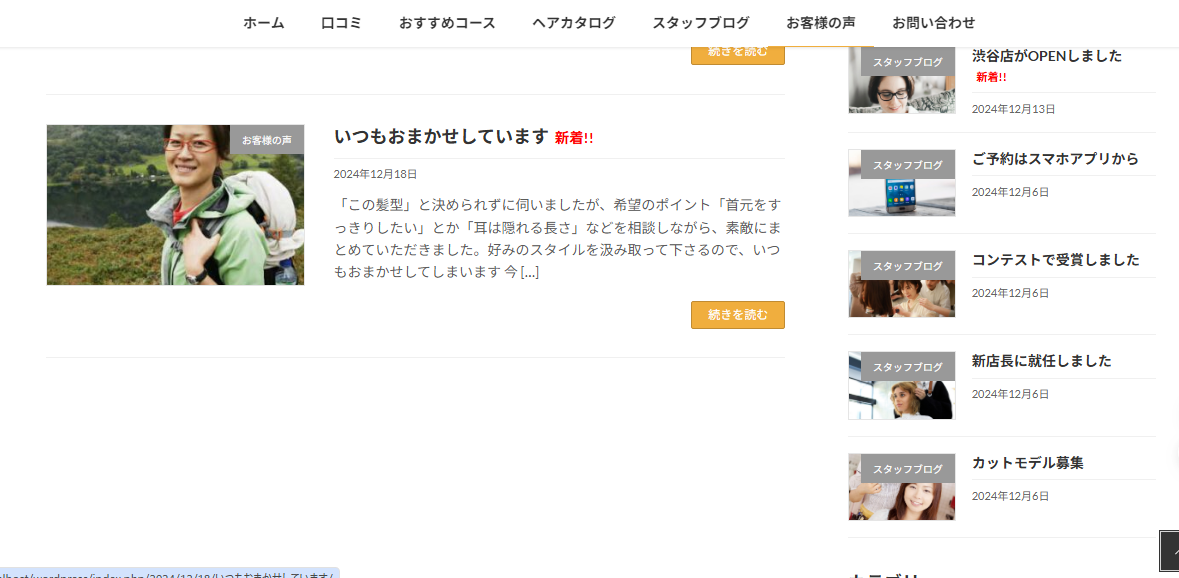 ホーム 口コミ おすすめコース ヘアカタログ スタッフブログ お客様の声 お問い合わせ
続きを読む
お客様の声
いつもおまかせしています 新着!!
2024年12月18日
「この髪型」と決められずに伺いましたが、希望のポイント「首元をす
っきりしたい」とか「耳は隠れる長さ」などを相談しながら、素敵にま
とめていただきました。好みのスタイルを汲み取って下さるので、いつ
もおまかせしてしまいます 今 [...]
続きを読む
スタッフブログ
渋谷店がOPENしました
新着!!
2024年12月13日
スタッフブログ
ご予約はスマホアプリから
2024年12月6日
スタッフブログ
コンテストで受賞しました
2024年12月6日
スタッフブログ
新店長に就任しました
2024年12月6日
スタッフブログ
カットモデル募集
2024年12月6日